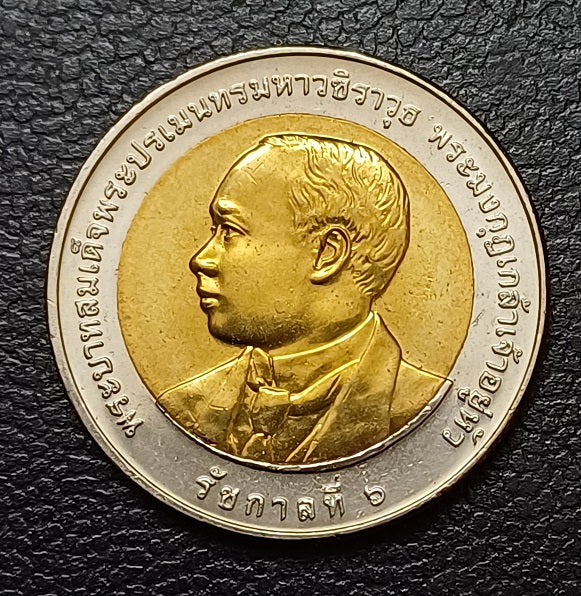 พระบาทสมเด็จพระปรเมนทรมหาวชิราวุธ พระมงกุฎเกล้าเจ้าอยู่หัว
รัชกาลที่ ๖